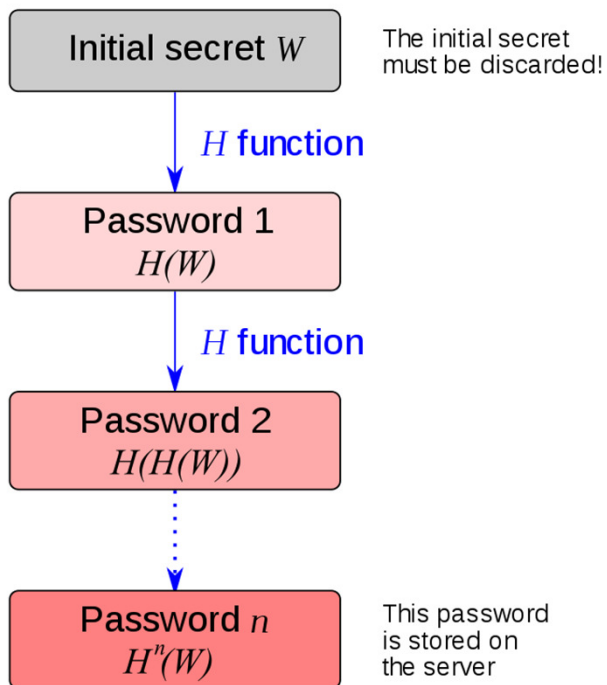 Initial secret W
The initial secret
must be discarded!
H function
Password 1
H(W)
H function
Password 2
H(H(W))
Password n
Hⁿ(W)
This password
is stored on
the server